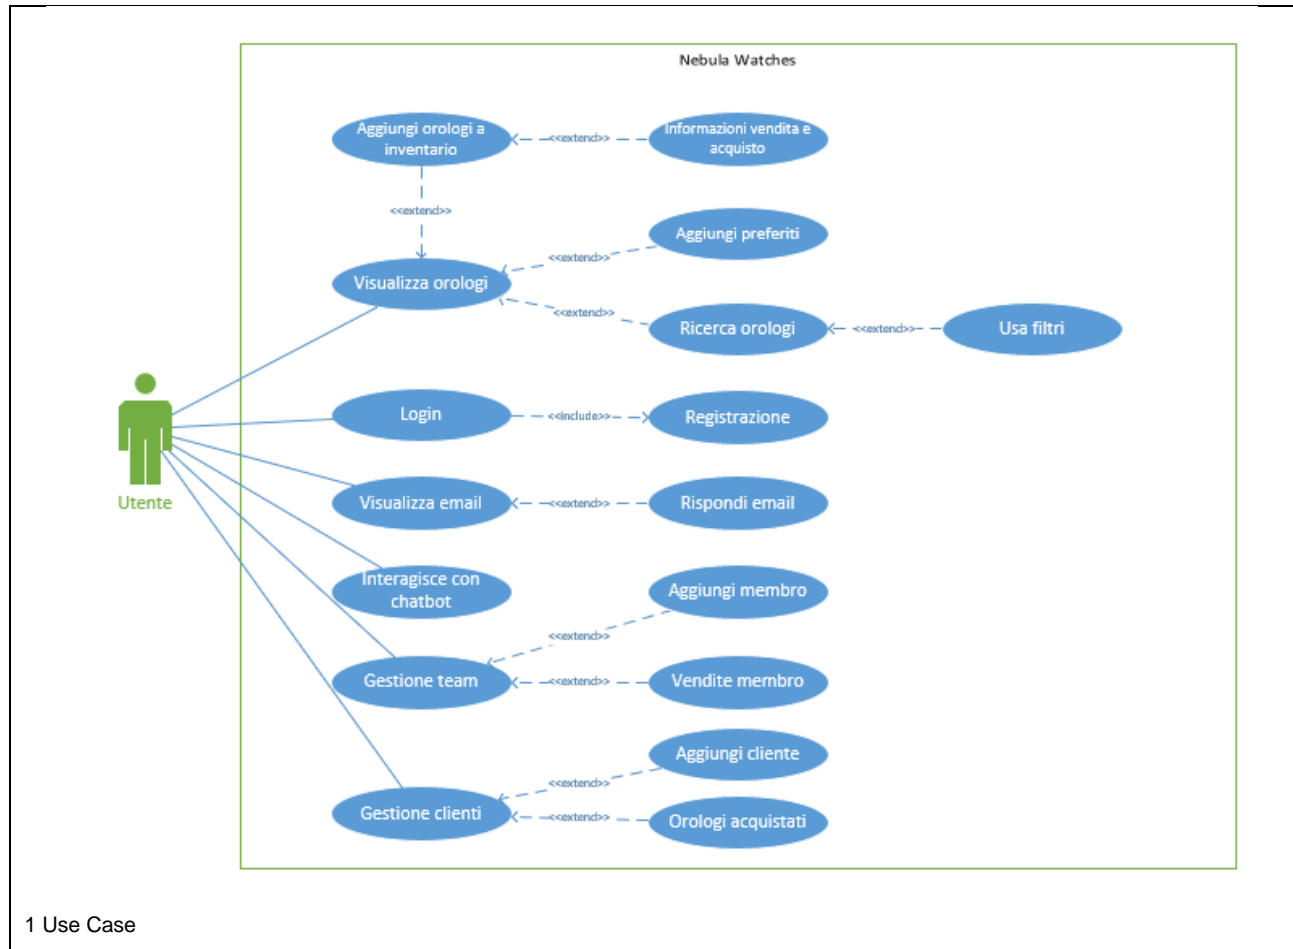 Nebula Watches
Aggiungi orologi a
inventario
<<extend>>
Informazioni vendita e
acquisto
<<extend>>
Aggiungi preferiti
<<extend>>
Visualizza orologi
<<extend>>
Ricerca orologi
<<extend>>
Usa filtri
Login
<<include>>
Registrazione
Utente
Visualizza email
<<extend>>
Rispondi email
Interagisce con
chatbot
Aggiungi membro
<<extend>>
Gestione team
<<extend>>
Vendite membro
Aggiungi cliente
<<extend>>
Gestione clienti
<<extend>>
Orologi acquistati
1 Use Case